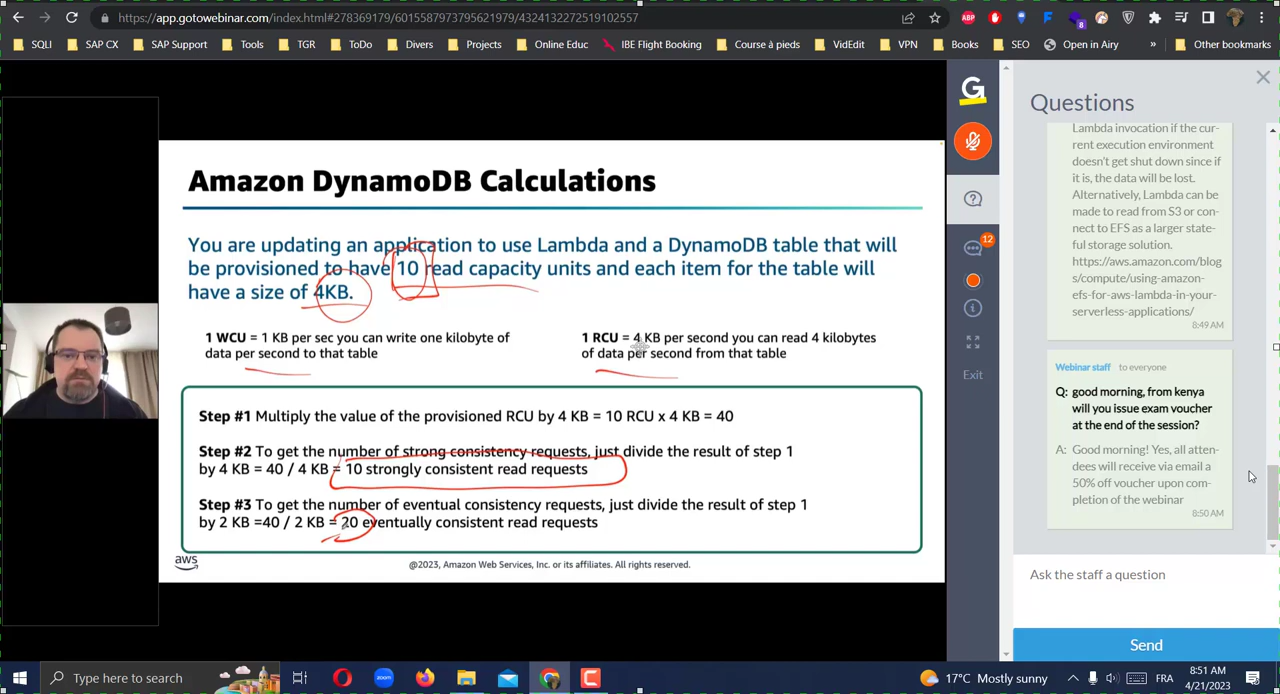 https://app.gotowebinar.com/index.html#278369179/6015587973795621979/4324132272519102557
ABP
8
SQLI
SAP CX
SAP Support
Tools
TGR
ToDo
Divers
Projects
Online Educ
IBE Flight Booking
Course à pieds
VidEdit
VPN
Books
SEO
Open in Airy
»
Other bookmarks
Amazon DynamoDB Calculations
You are updating an application to use Lambda and a DynamoDB table that will
be provisioned to have 10 read capacity units and each item for the table will
have a size of 4KB.
1 WCU = 1 KB per sec you can write one kilobyte of
data per second to that table
1 RCU = 4 KB per second you can read 4 kilobytes
of data per second from that table
Step #1 Multiply the value of the provisioned RCU by 4 KB = 10 RCU x 4 KB = 40
Step #2 To get the number of strong consistency requests, just divide the result of step 1
by 4 KB = 40 / 4 KB = 10 strongly consistent read requests
Step #3 To get the number of eventual consistency requests, just divide the result of step 1
by 2 KB =40 / 2 KB = 20 eventually consistent read requests
aws
@2023, Amazon Web Services, Inc. or its affiliates. All rights reserved.
G
12
Exit
Questions
Lambda invocation if the cur-
rent execution environment
doesn't get shut down since if
it is, the data will be lost.
Alternatively, Lambda can be
made to read from S3 or con-
nect to EFS as a larger state-
ful storage solution.
https://aws.amazon.com/blog
s/compute/using-amazon-
efs-for-aws-lambda-in-your-
serverless-applications/
8:49 AM
Webinar staff to everyone
Q: good morning, from kenya
will you issue exam voucher
at the end of the session?
A: Good morning! Yes, all atten-
dees will receive via email a
50% off voucher upon com-
pletion of the webinar
8:50 AM
Ask the staff a question
Send
Type here to search
zoom
17°C Mostly sunny
FRA
8:51 AM
4/21/2023